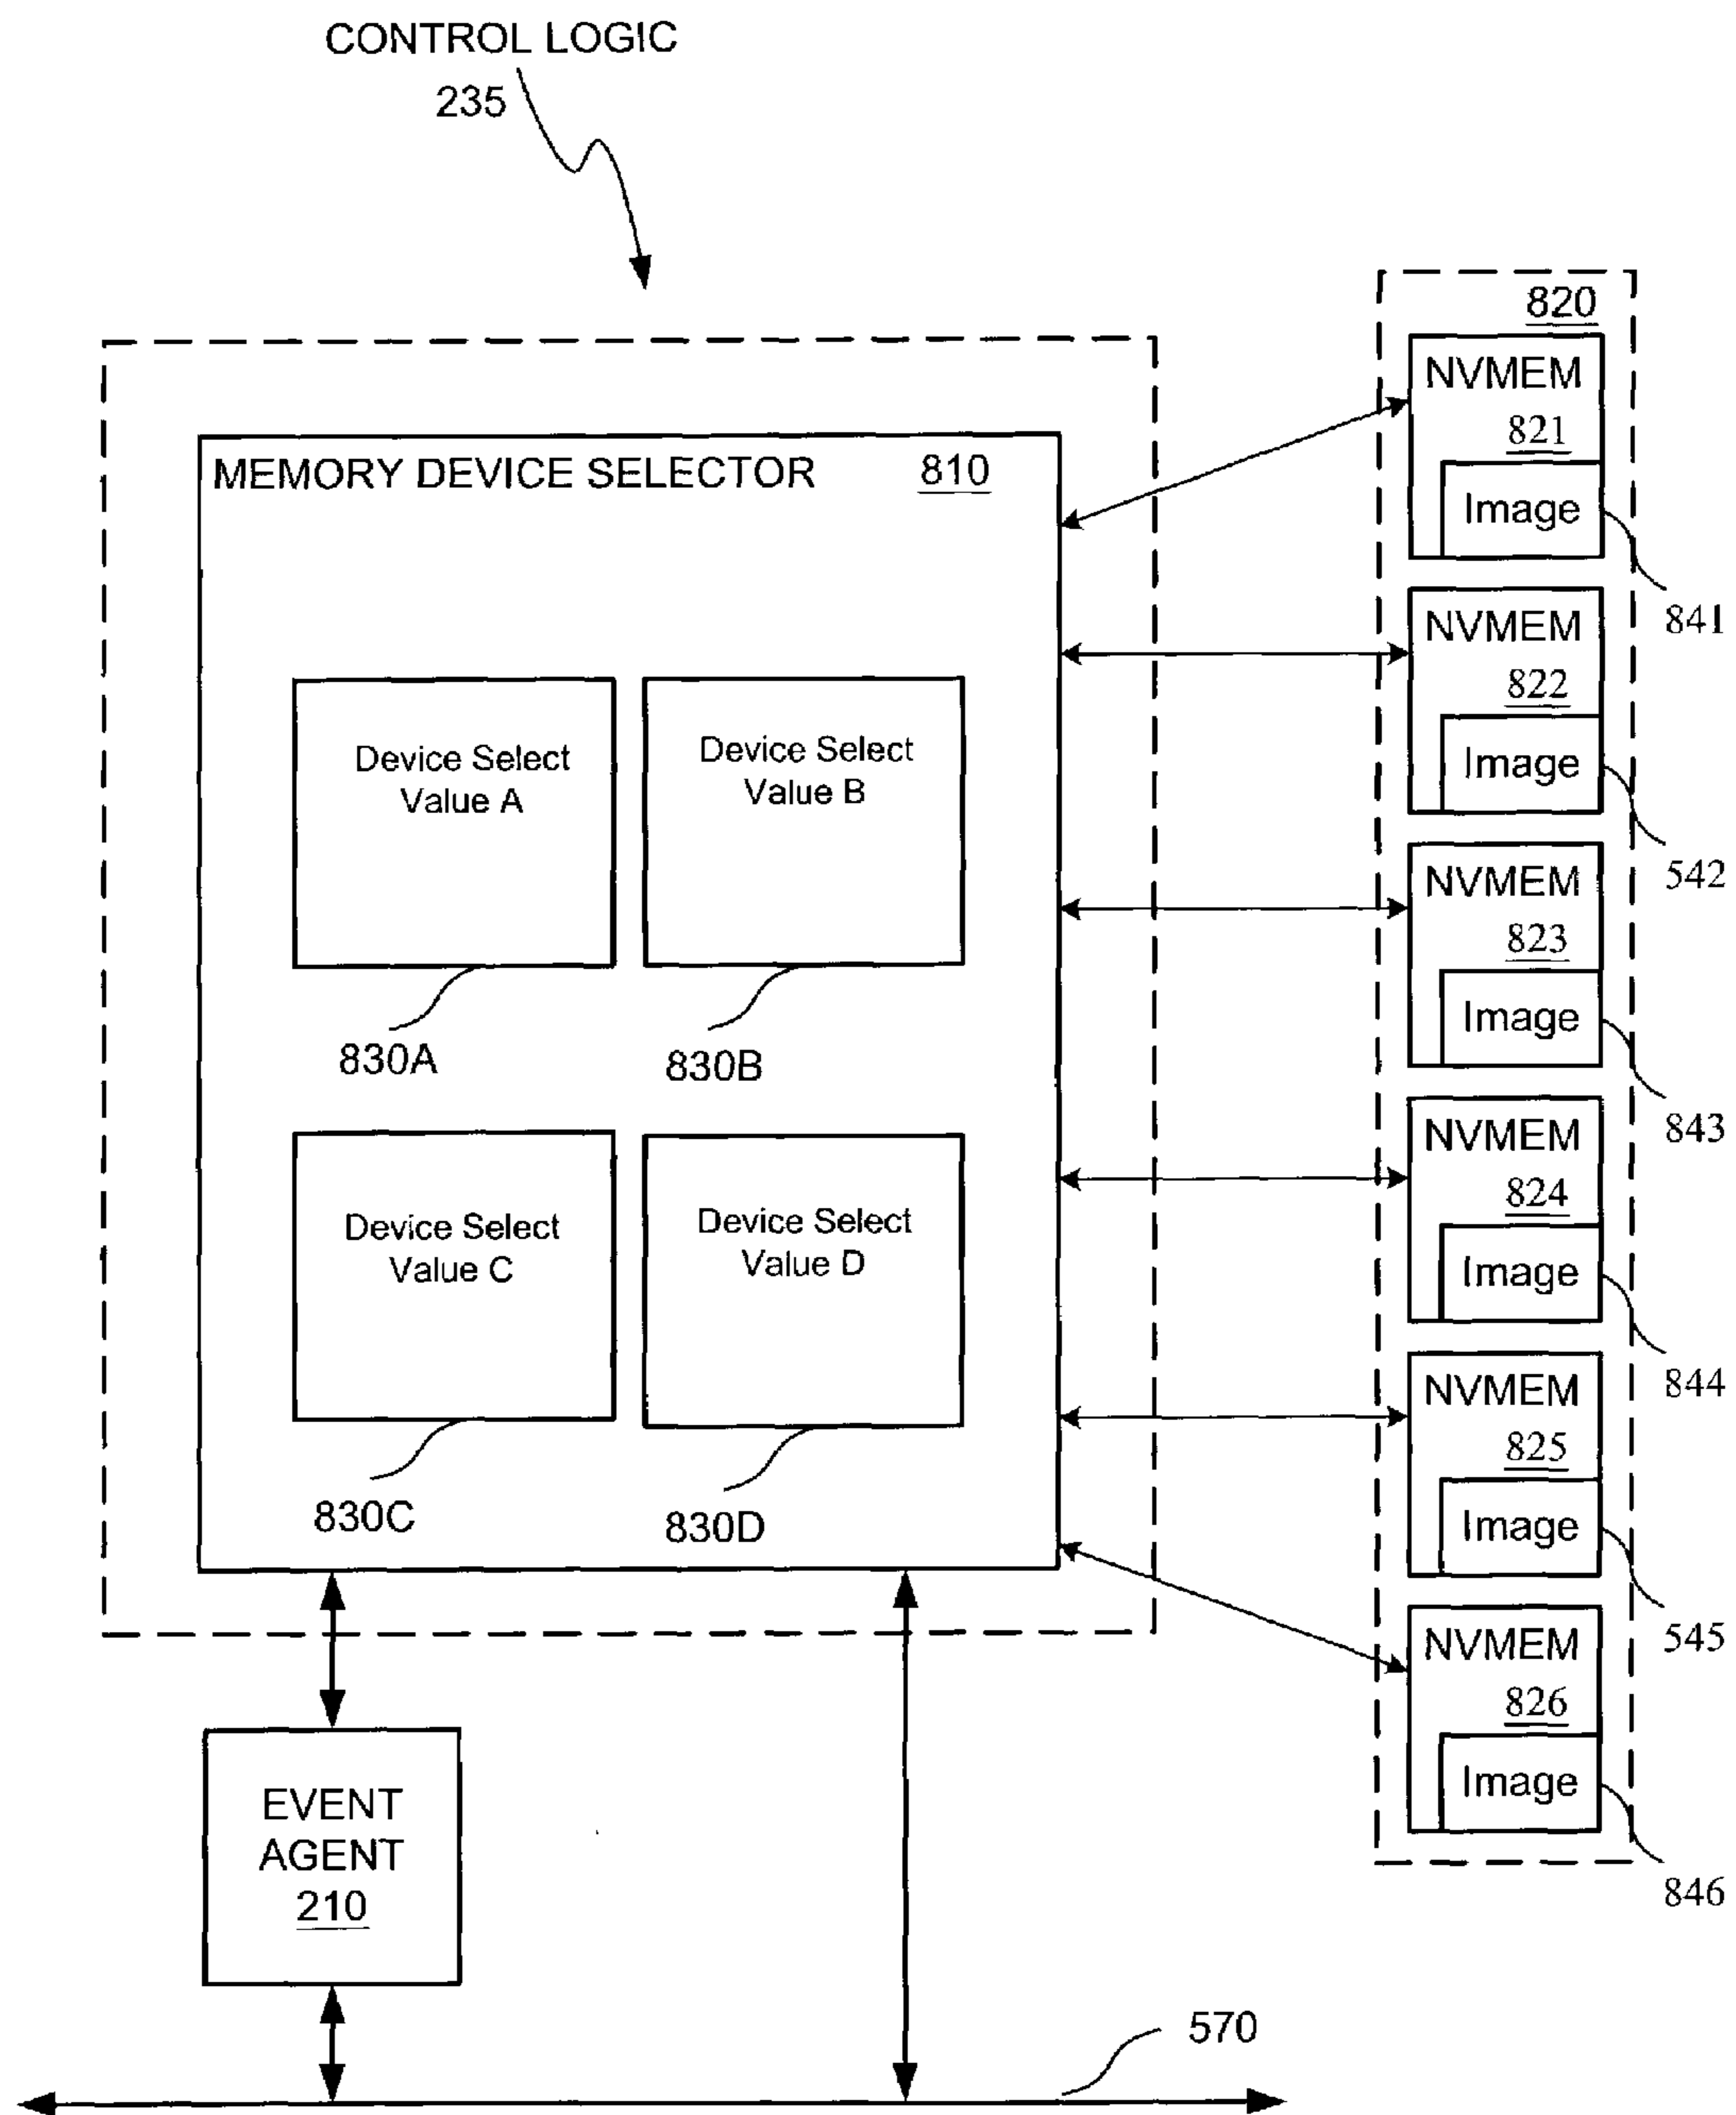 CONTROL LOGIC
235
820
NVMEM
821
Image
841
MEMORY DEVICE SELECTOR 810
NVMEM
822
Image
542
Device Select
Value A
830A
Device Select
Value B
830B
NVMEM
823
Image
843
NVMEM
824
Image
844
Device Select
Value C
830C
Device Select
Value D
830D
NVMEM
825
Image
545
NVMEM
826
Image
846
EVENT
AGENT
210
570